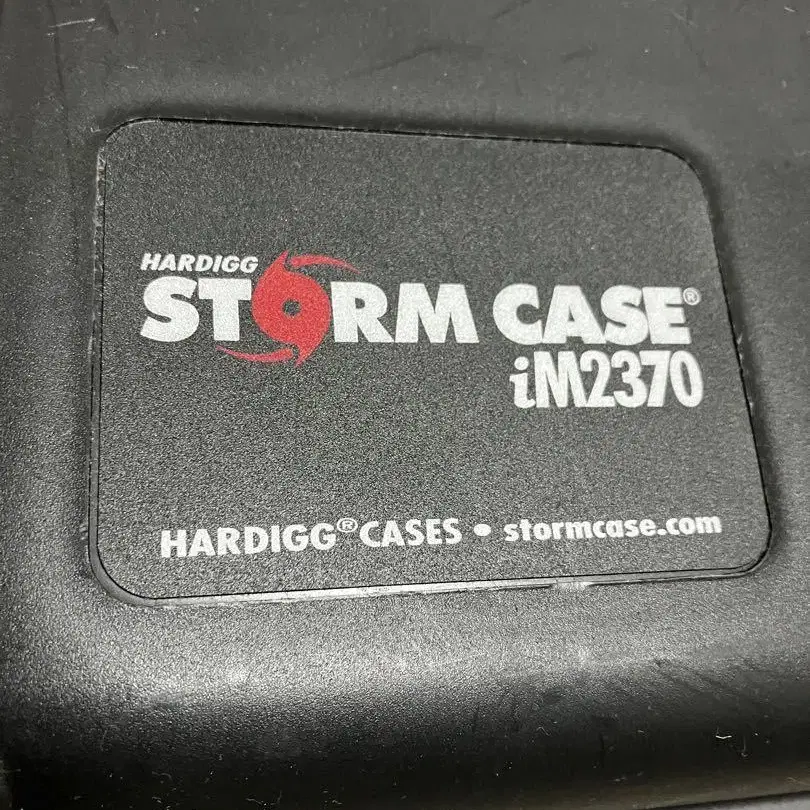 HARDIGG
STORM CASE®
iM2370
HARDIGG® CASES • stormcase.com